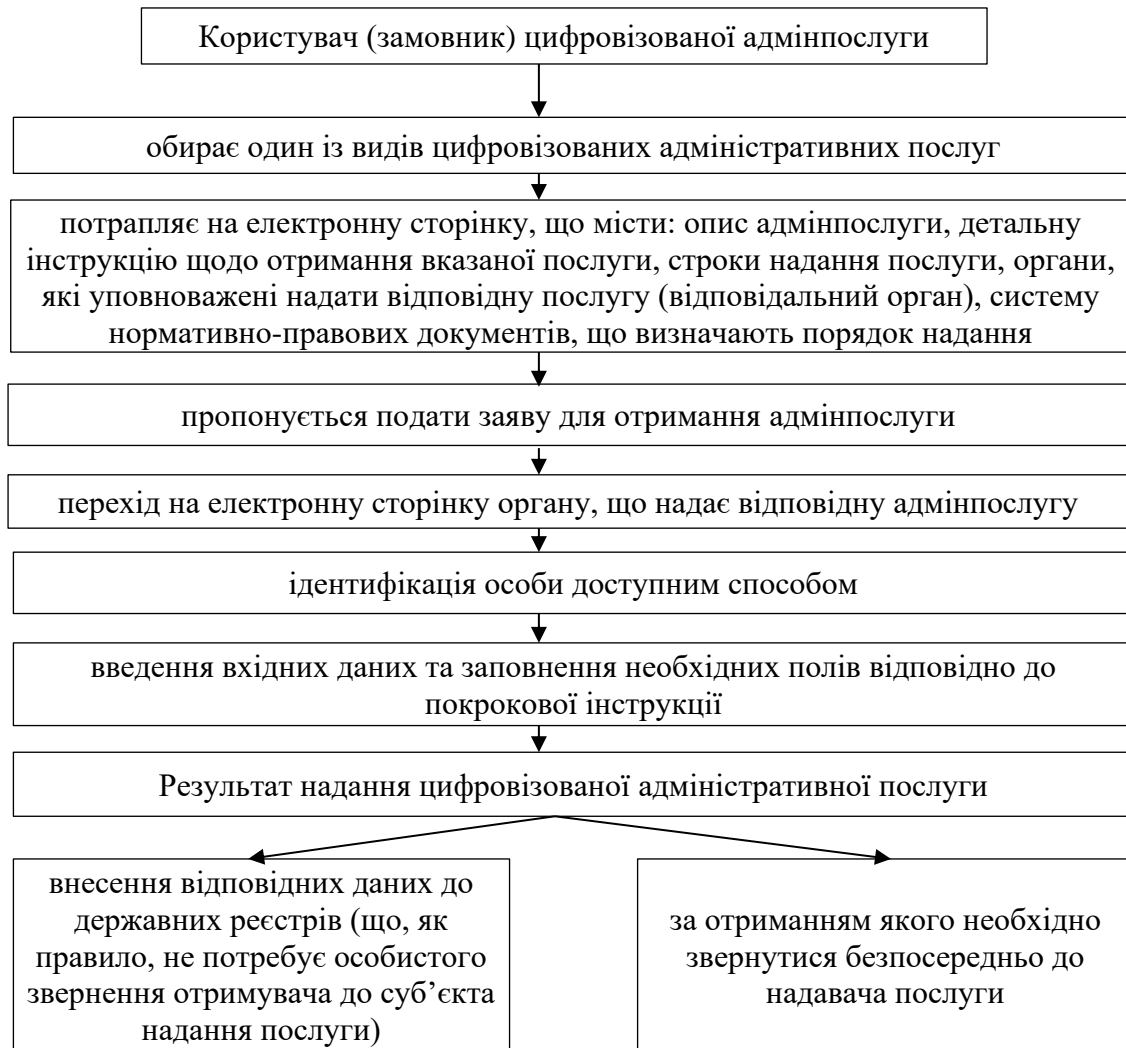 Користувач (замовник) цифровізованої адмінпослуги
обирає один із видів цифровізованих адміністративних послуг
потрапляє на електронну сторінку, що місти: опис адмінпослуги, детальну
інструкцію щодо отримання вказаної послуги, строки надання послуги, органи,
які уповноважені надати відповідну послугу (відповідальний орган), систему
нормативно-правових документів, що визначають порядок надання
пропонується подати заяву для отримання адмінпослуги
перехід на електронну сторінку органу, що надає відповідну адмінпослугу
ідентифікація особи доступним способом
введення вхідних даних та заповнення необхідних полів відповідно до
покрокової інструкції
Результат надання цифровізованої адміністративної послуги
внесення відповідних даних до
державних реєстрів (що, як
правило, не потребує особистого
звернення отримувача до суб’єкта
надання послуги)
за отриманням якого необхідно
звернутися безпосередньо до
надавача послуги